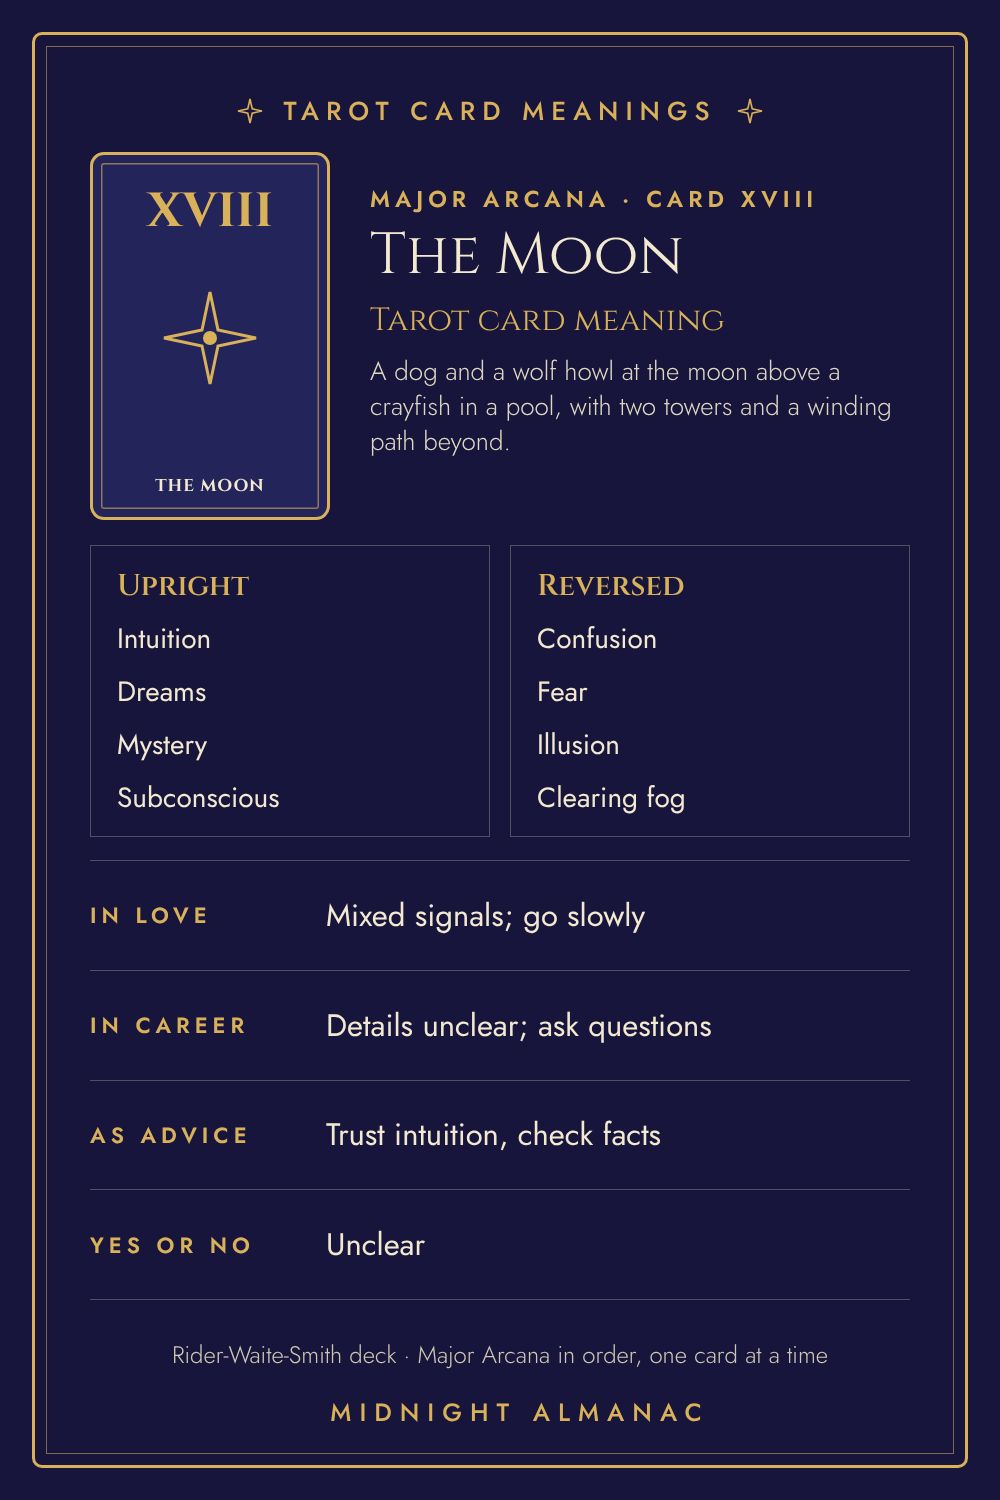 TAROT CARD MEANINGS
XVIII
THE MOON
MAJOR ARCANA · CARD XVIII
The Moon
Tarot card meaning
A dog and a wolf howl at the moon above a
crayfish in a pool, with two towers and a winding
path beyond.
Upright
Intuition
Dreams
Mystery
Subconscious
Reversed
Confusion
Fear
Illusion
Clearing fog
IN LOVE Mixed signals; go slowly
IN CAREER Details unclear; ask questions
AS ADVICE Trust intuition, check facts
YES OR NO Unclear
Rider-Waite-Smith deck · Major Arcana in order, one card at a time
MIDNIGHT ALMANAC